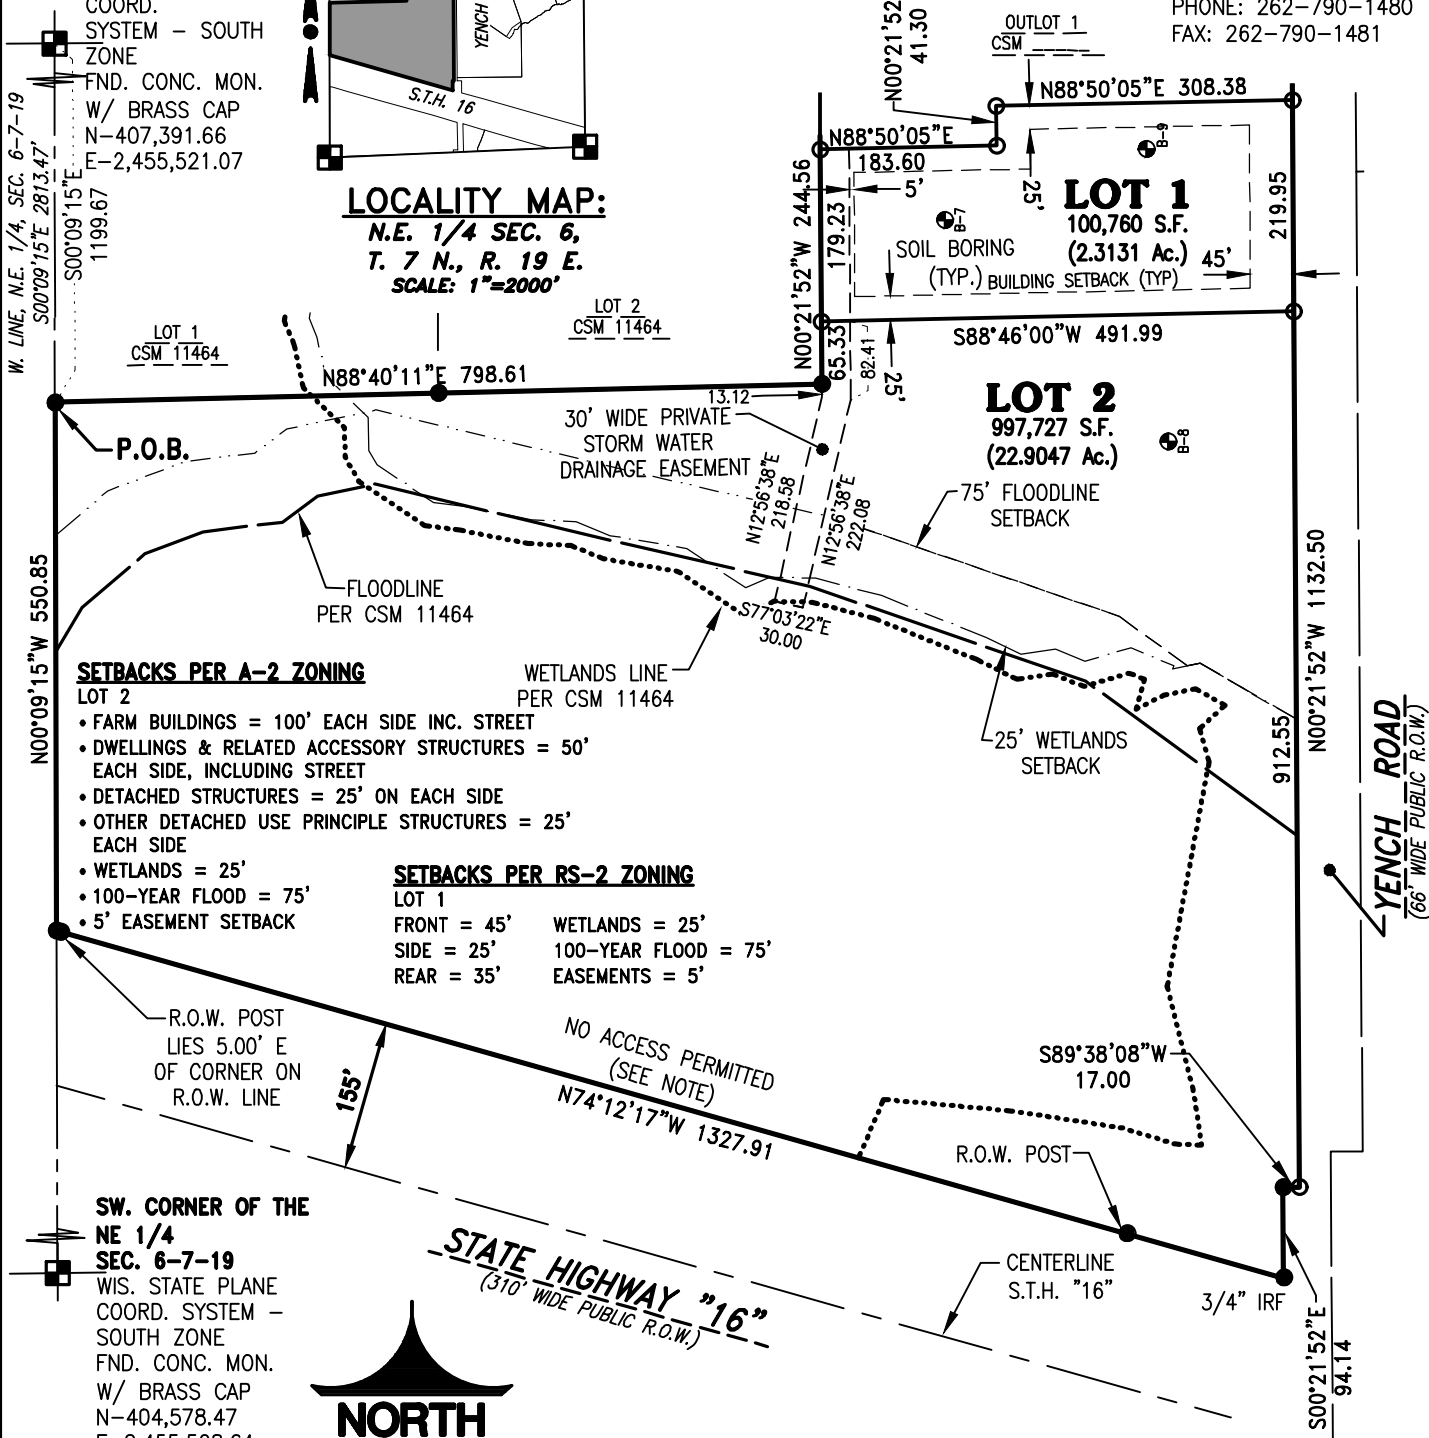 COORD.
SYSTEM – SOUTH
ZONE
FND. CONC. MON.
W/ BRASS CAP
N–407,391.66
E–2,455,521.07
W. LINE, N.E. 1/4, SEC. 6–7–19
S00°09'15"E 2813.47'
S00°09'15"E
1199.67
YENCH
S.T.H. 16
LOCALITY MAP:
N.E. 1/4 SEC. 6,
T. 7 N., R. 19 E.
SCALE: 1"=2000'
PHONE: 262–790–1480
FAX: 262–790–1481
OUTLOT 1
CSM _____
N00°21'52
41.30
N88°50'05"E 308.38
N88°50'05"E
183.60
5'
25'
B-9
LOT 1
100,760 S.F.
(2.3131 Ac.)
B-7
SOIL BORING
(TYP.)
BUILDING SETBACK (TYP)
45'
219.95
N00°21'52"W 244.56
179.23
65.33
82.41
25'
S88°46'00"W 491.99
LOT 1
CSM 11464
LOT 2
CSM 11464
N88°40'11"E 798.61
13.12
P.O.B.
30' WIDE PRIVATE
STORM WATER
DRAINAGE EASEMENT
LOT 2
997,727 S.F.
(22.9047 Ac.)
B-8
75' FLOODLINE
SETBACK
N12°56'38"E
218.58
N12°56'38"E
222.08
S77°03'22"E
30.00
FLOODLINE
PER CSM 11464
WETLANDS LINE
PER CSM 11464
25' WETLANDS
SETBACK
N00°09'15"W 550.85
N00°21'52"W 1132.50
912.55
YENCH ROAD
(66' WIDE PUBLIC R.O.W.)
SETBACKS PER A–2 ZONING
LOT 2
• FARM BUILDINGS = 100' EACH SIDE INC. STREET
• DWELLINGS & RELATED ACCESSORY STRUCTURES = 50'
EACH SIDE, INCLUDING STREET
• DETACHED STRUCTURES = 25' ON EACH SIDE
• OTHER DETACHED USE PRINCIPLE STRUCTURES = 25'
EACH SIDE
• WETLANDS = 25'
• 100–YEAR FLOOD = 75'
• 5' EASEMENT SETBACK
SETBACKS PER RS–2 ZONING
LOT 1
FRONT = 45' WETLANDS = 25'
SIDE = 25' 100–YEAR FLOOD = 75'
REAR = 35' EASEMENTS = 5'
R.O.W. POST
LIES 5.00' E
OF CORNER ON
R.O.W. LINE
155'
NO ACCESS PERMITTED
(SEE NOTE)
N74°12'17"W 1327.91
S89°38'08"W
17.00
R.O.W. POST
CENTERLINE
S.T.H. "16"
3/4" IRF
S00°21'52"E
94.14
STATE HIGHWAY "16"
(310' WIDE PUBLIC R.O.W.)
SW. CORNER OF THE
NE 1/4
SEC. 6–7–19
WIS. STATE PLANE
COORD. SYSTEM –
SOUTH ZONE
FND. CONC. MON.
W/ BRASS CAP
N–404,578.47
NORTH